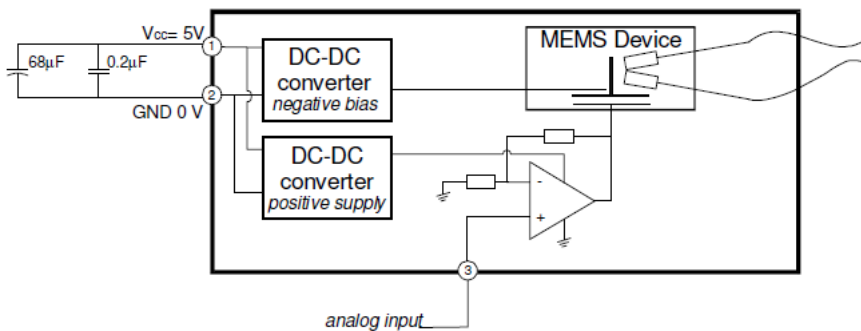 Vcc= 5V
1
MEMS Device
68µF
0.2µF
DC-DC
converter
negative bias
2
GND 0 V
DC-DC
converter
positive supply
-
+
3
analog input